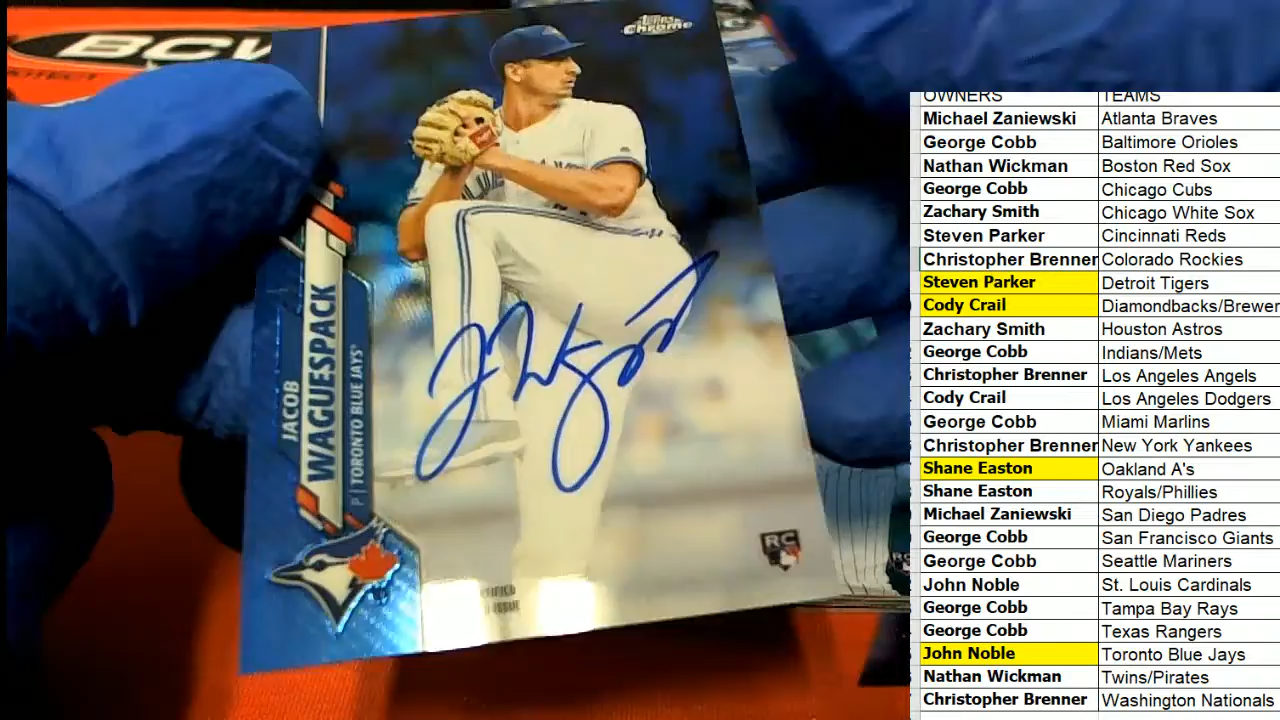 BCW
Topps
Chrome
JACOB
WAGUESPACK
P | TORONTO BLUE JAYS
RC
ISSUE
OWNERS TEAMS
Michael Zaniewski Atlanta Braves
George Cobb Baltimore Orioles
Nathan Wickman Boston Red Sox
George Cobb Chicago Cubs
Zachary Smith Chicago White Sox
Steven Parker Cincinnati Reds
Christopher Brenner Colorado Rockies
Steven Parker Detroit Tigers
Cody Crail Diamondbacks/Brewer
Zachary Smith Houston Astros
George Cobb Indians/Mets
Christopher Brenner Los Angeles Angels
Cody Crail Los Angeles Dodgers
George Cobb Miami Marlins
Christopher Brenner New York Yankees
Shane Easton Oakland A's
Shane Easton Royals/Phillies
Michael Zaniewski San Diego Padres
George Cobb San Francisco Giants
George Cobb Seattle Mariners
John Noble St. Louis Cardinals
George Cobb Tampa Bay Rays
George Cobb Texas Rangers
John Noble Toronto Blue Jays
Nathan Wickman Twins/Pirates
Christopher Brenner Washington Nationals